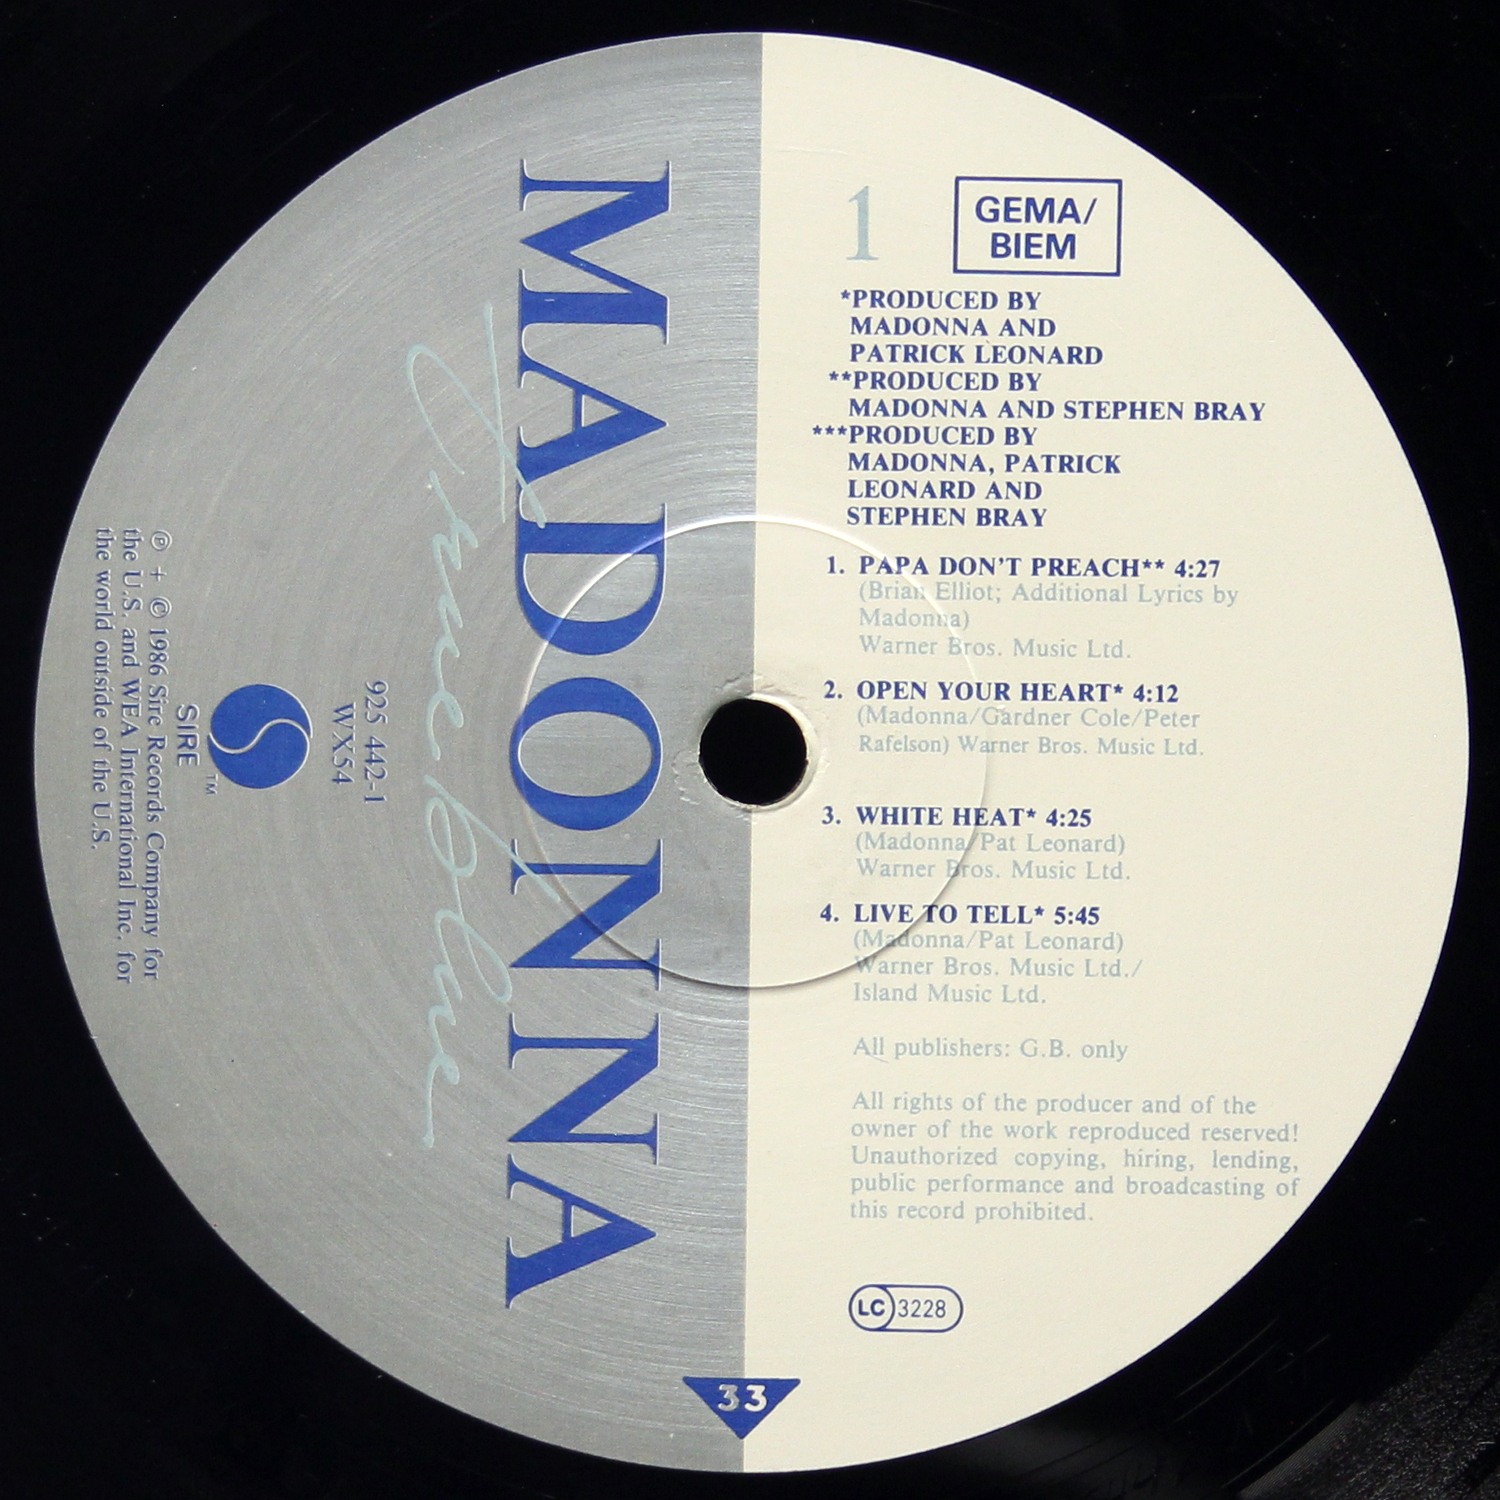 MADONNA
True blue
925 442-1
WX54
SIRE
TM
℗ + © 1986 Sire Records Company for
the U.S. and WEA International Inc. for
the world outside of the U.S.
1
GEMA/
BIEM
*PRODUCED BY
MADONNA AND
PATRICK LEONARD
**PRODUCED BY
MADONNA AND STEPHEN BRAY
***PRODUCED BY
MADONNA, PATRICK
LEONARD AND
STEPHEN BRAY
1. PAPA DON'T PREACH** 4:27
(Brian Elliot; Additional Lyrics by
Madonna)
Warner Bros. Music Ltd.
2. OPEN YOUR HEART* 4:12
(Madonna/Gardner Cole/Peter
Rafelson) Warner Bros. Music Ltd.
3. WHITE HEAT* 4:25
(Madonna/Pat Leonard)
Warner Bros. Music Ltd.
4. LIVE TO TELL* 5:45
(Madonna/Pat Leonard)
Warner Bros. Music Ltd./
Island Music Ltd.
All publishers: G.B. only
All rights of the producer and of the
owner of the work reproduced reserved!
Unauthorized copying, hiring, lending,
public performance and broadcasting of
this record prohibited.
LC 3228
33